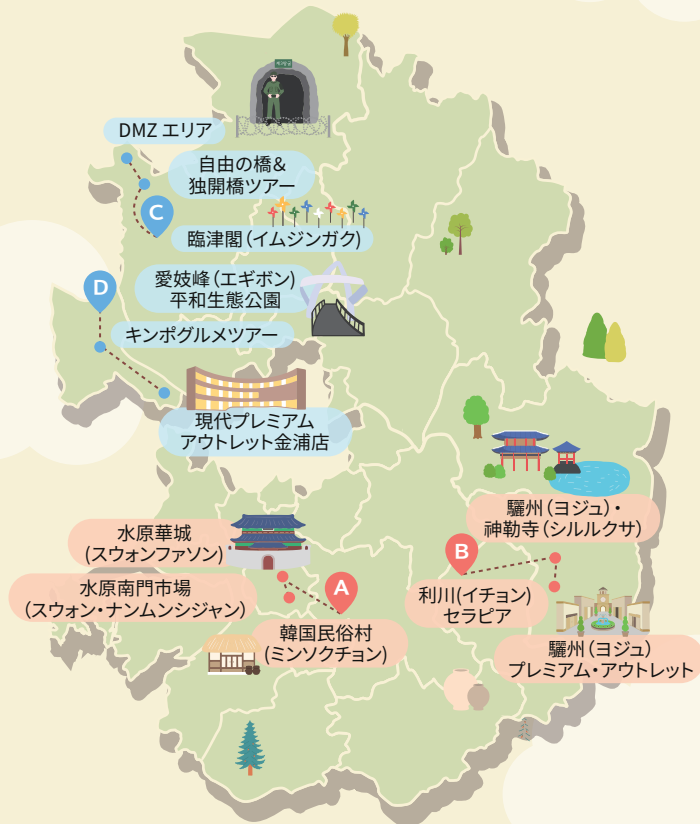 DMZ エリア
自由の橋&
独開橋ツアー
C
臨津閣(イムジンガク)
D
愛妓峰(エギボン)
平和生態公園
キンポグルメツアー
現代プレミアム
アウトレット金浦店
水原華城
(スウォンファソン)
水原南門市場
(スウォン・ナンムンシジャン)
A
韓国民俗村
(ミンソクチョン)
驪州(ヨジュ)・
神勒寺(シルルクサ)
B
利川(イチョン)
セラピア
驪州(ヨジュ)
プレミアム・アウトレット